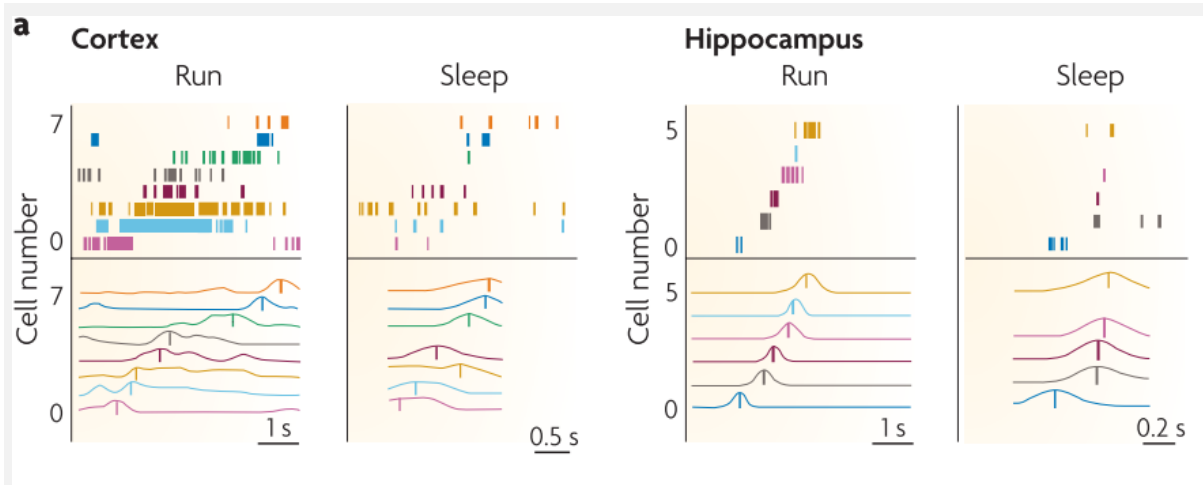 a
Cortex
Run
Sleep
Hippocampus
Run
Sleep
Cell number
7
0
7
0
1 s
0.5 s
Cell number
5
0
5
0
1 s
0.2 s